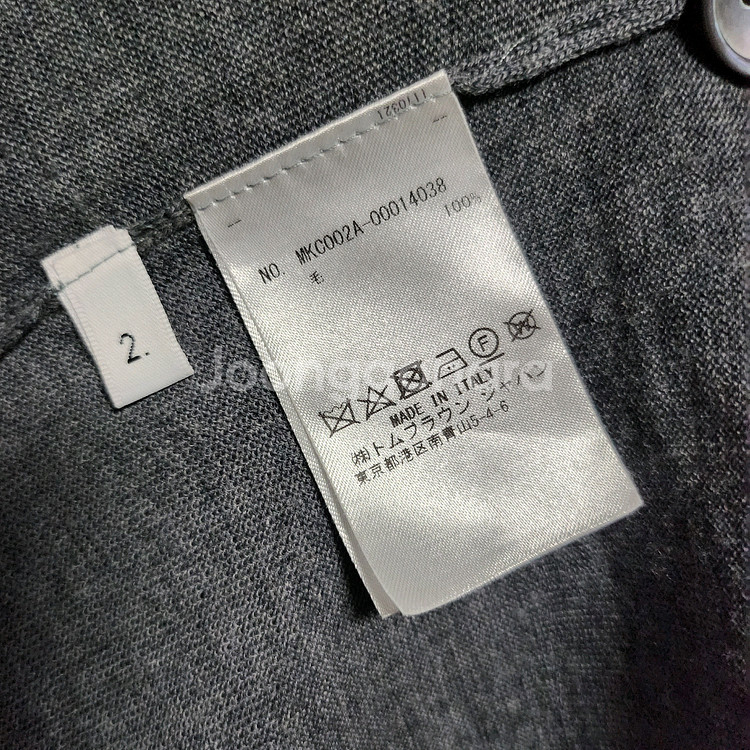 1170321
NO. MKC002A-00014038
毛 100%
MADE IN ITALY
㈱トムブラウン ジャパン
東京都港区南青山5-4-6
2.
F